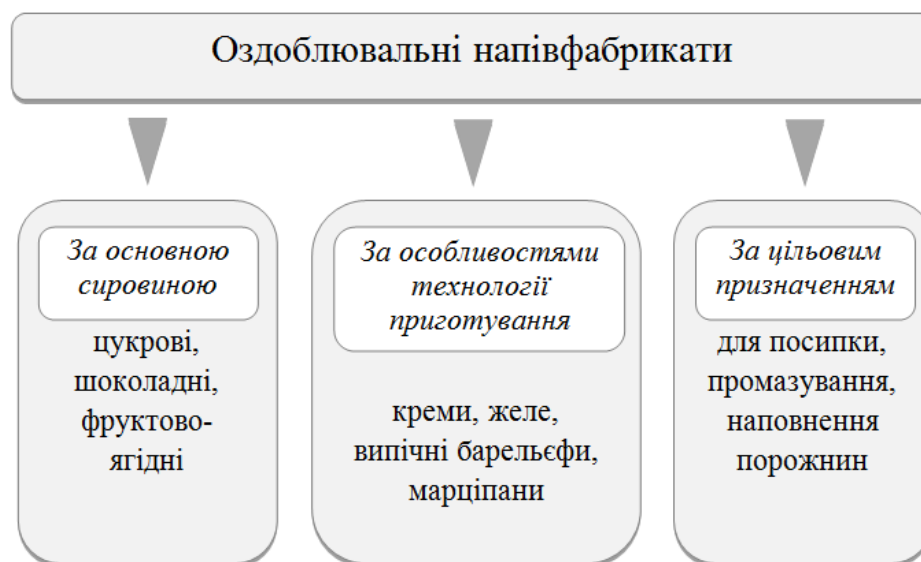 Оздоблювальні напівфабрикати
За основною
сировиною
цукрові,
шоколадні,
фруктово-
ягідні
За особливостями
технології
приготування
креми, желе,
випічні барельєфи,
марціпани
За цільовим
призначенням
для посипки,
промазування,
наповнення
порожнин